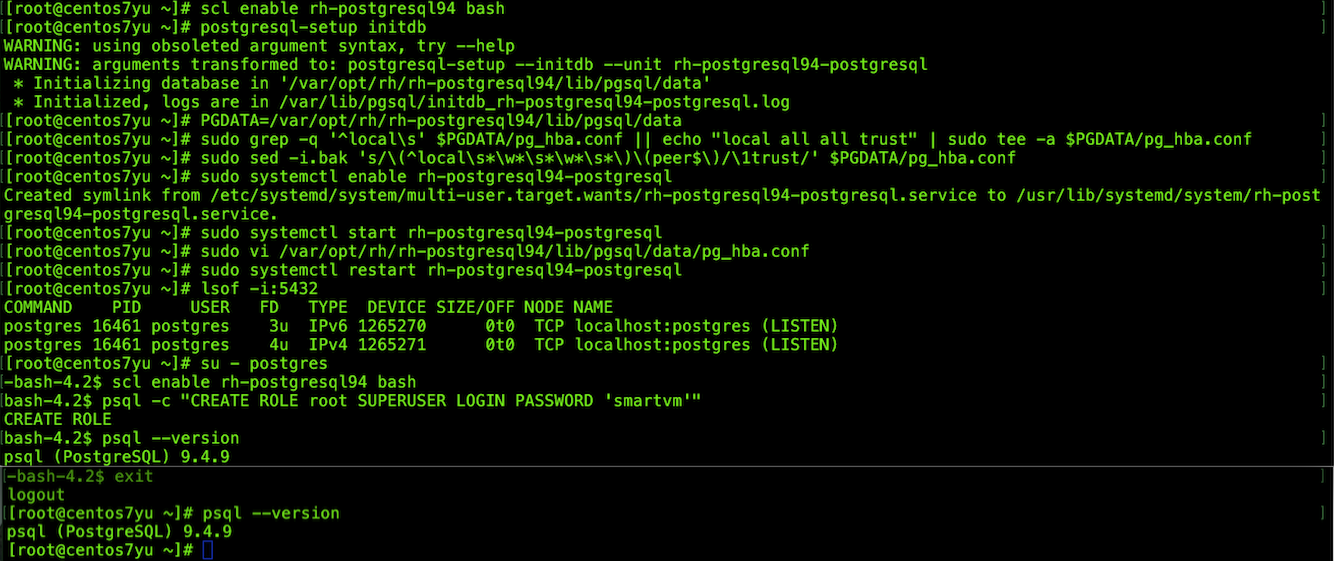 [[root@centos7yu ~]# scl enable rh-postgresql94 bash ]
[[root@centos7yu ~]# postgresql-setup initdb ]
WARNING: using obsoleted argument syntax, try --help
WARNING: arguments transformed to: postgresql-setup --initdb --unit rh-postgresql94-postgresql
 * Initializing database in '/var/opt/rh/rh-postgresql94/lib/pgsql/data'
 * Initialized, logs are in /var/lib/pgsql/initdb_rh-postgresql94-postgresql.log
[[root@centos7yu ~]# PGDATA=/var/opt/rh/rh-postgresql94/lib/pgsql/data ]
[[root@centos7yu ~]# sudo grep -q '^local\s' $PGDATA/pg_hba.conf || echo "local all all trust" | sudo tee -a $PGDATA/pg_hba.conf ]
[[root@centos7yu ~]# sudo sed -i.bak 's/\(^local\s*\w*\s*\w*\s*\)\(peer$\)/\1trust/' $PGDATA/pg_hba.conf ]
[[root@centos7yu ~]# sudo systemctl enable rh-postgresql94-postgresql ]
Created symlink from /etc/systemd/system/multi-user.target.wants/rh-postgresql94-postgresql.service to /usr/lib/systemd/system/rh-post
gresql94-postgresql.service.
[[root@centos7yu ~]# sudo systemctl start rh-postgresql94-postgresql ]
[[root@centos7yu ~]# sudo vi /var/opt/rh/rh-postgresql94/lib/pgsql/data/pg_hba.conf ]
[[root@centos7yu ~]# sudo systemctl restart rh-postgresql94-postgresql ]
[[root@centos7yu ~]# lsof -i:5432 ]
COMMAND    PID     USER   FD   TYPE  DEVICE SIZE/OFF NODE NAME
postgres 16461 postgres    3u  IPv6 1265270      0t0  TCP localhost:postgres (LISTEN)
postgres 16461 postgres    4u  IPv4 1265271      0t0  TCP localhost:postgres (LISTEN)
[[root@centos7yu ~]# su - postgres ]
[-bash-4.2$ scl enable rh-postgresql94 bash ]
[bash-4.2$ psql -c "CREATE ROLE root SUPERUSER LOGIN PASSWORD 'smartvm'" ]
CREATE ROLE
[bash-4.2$ psql --version ]
psql (PostgreSQL) 9.4.9
[-bash-4.2$ exit ]
logout
[[root@centos7yu ~]# psql --version ]
psql (PostgreSQL) 9.4.9
[root@centos7yu ~]#